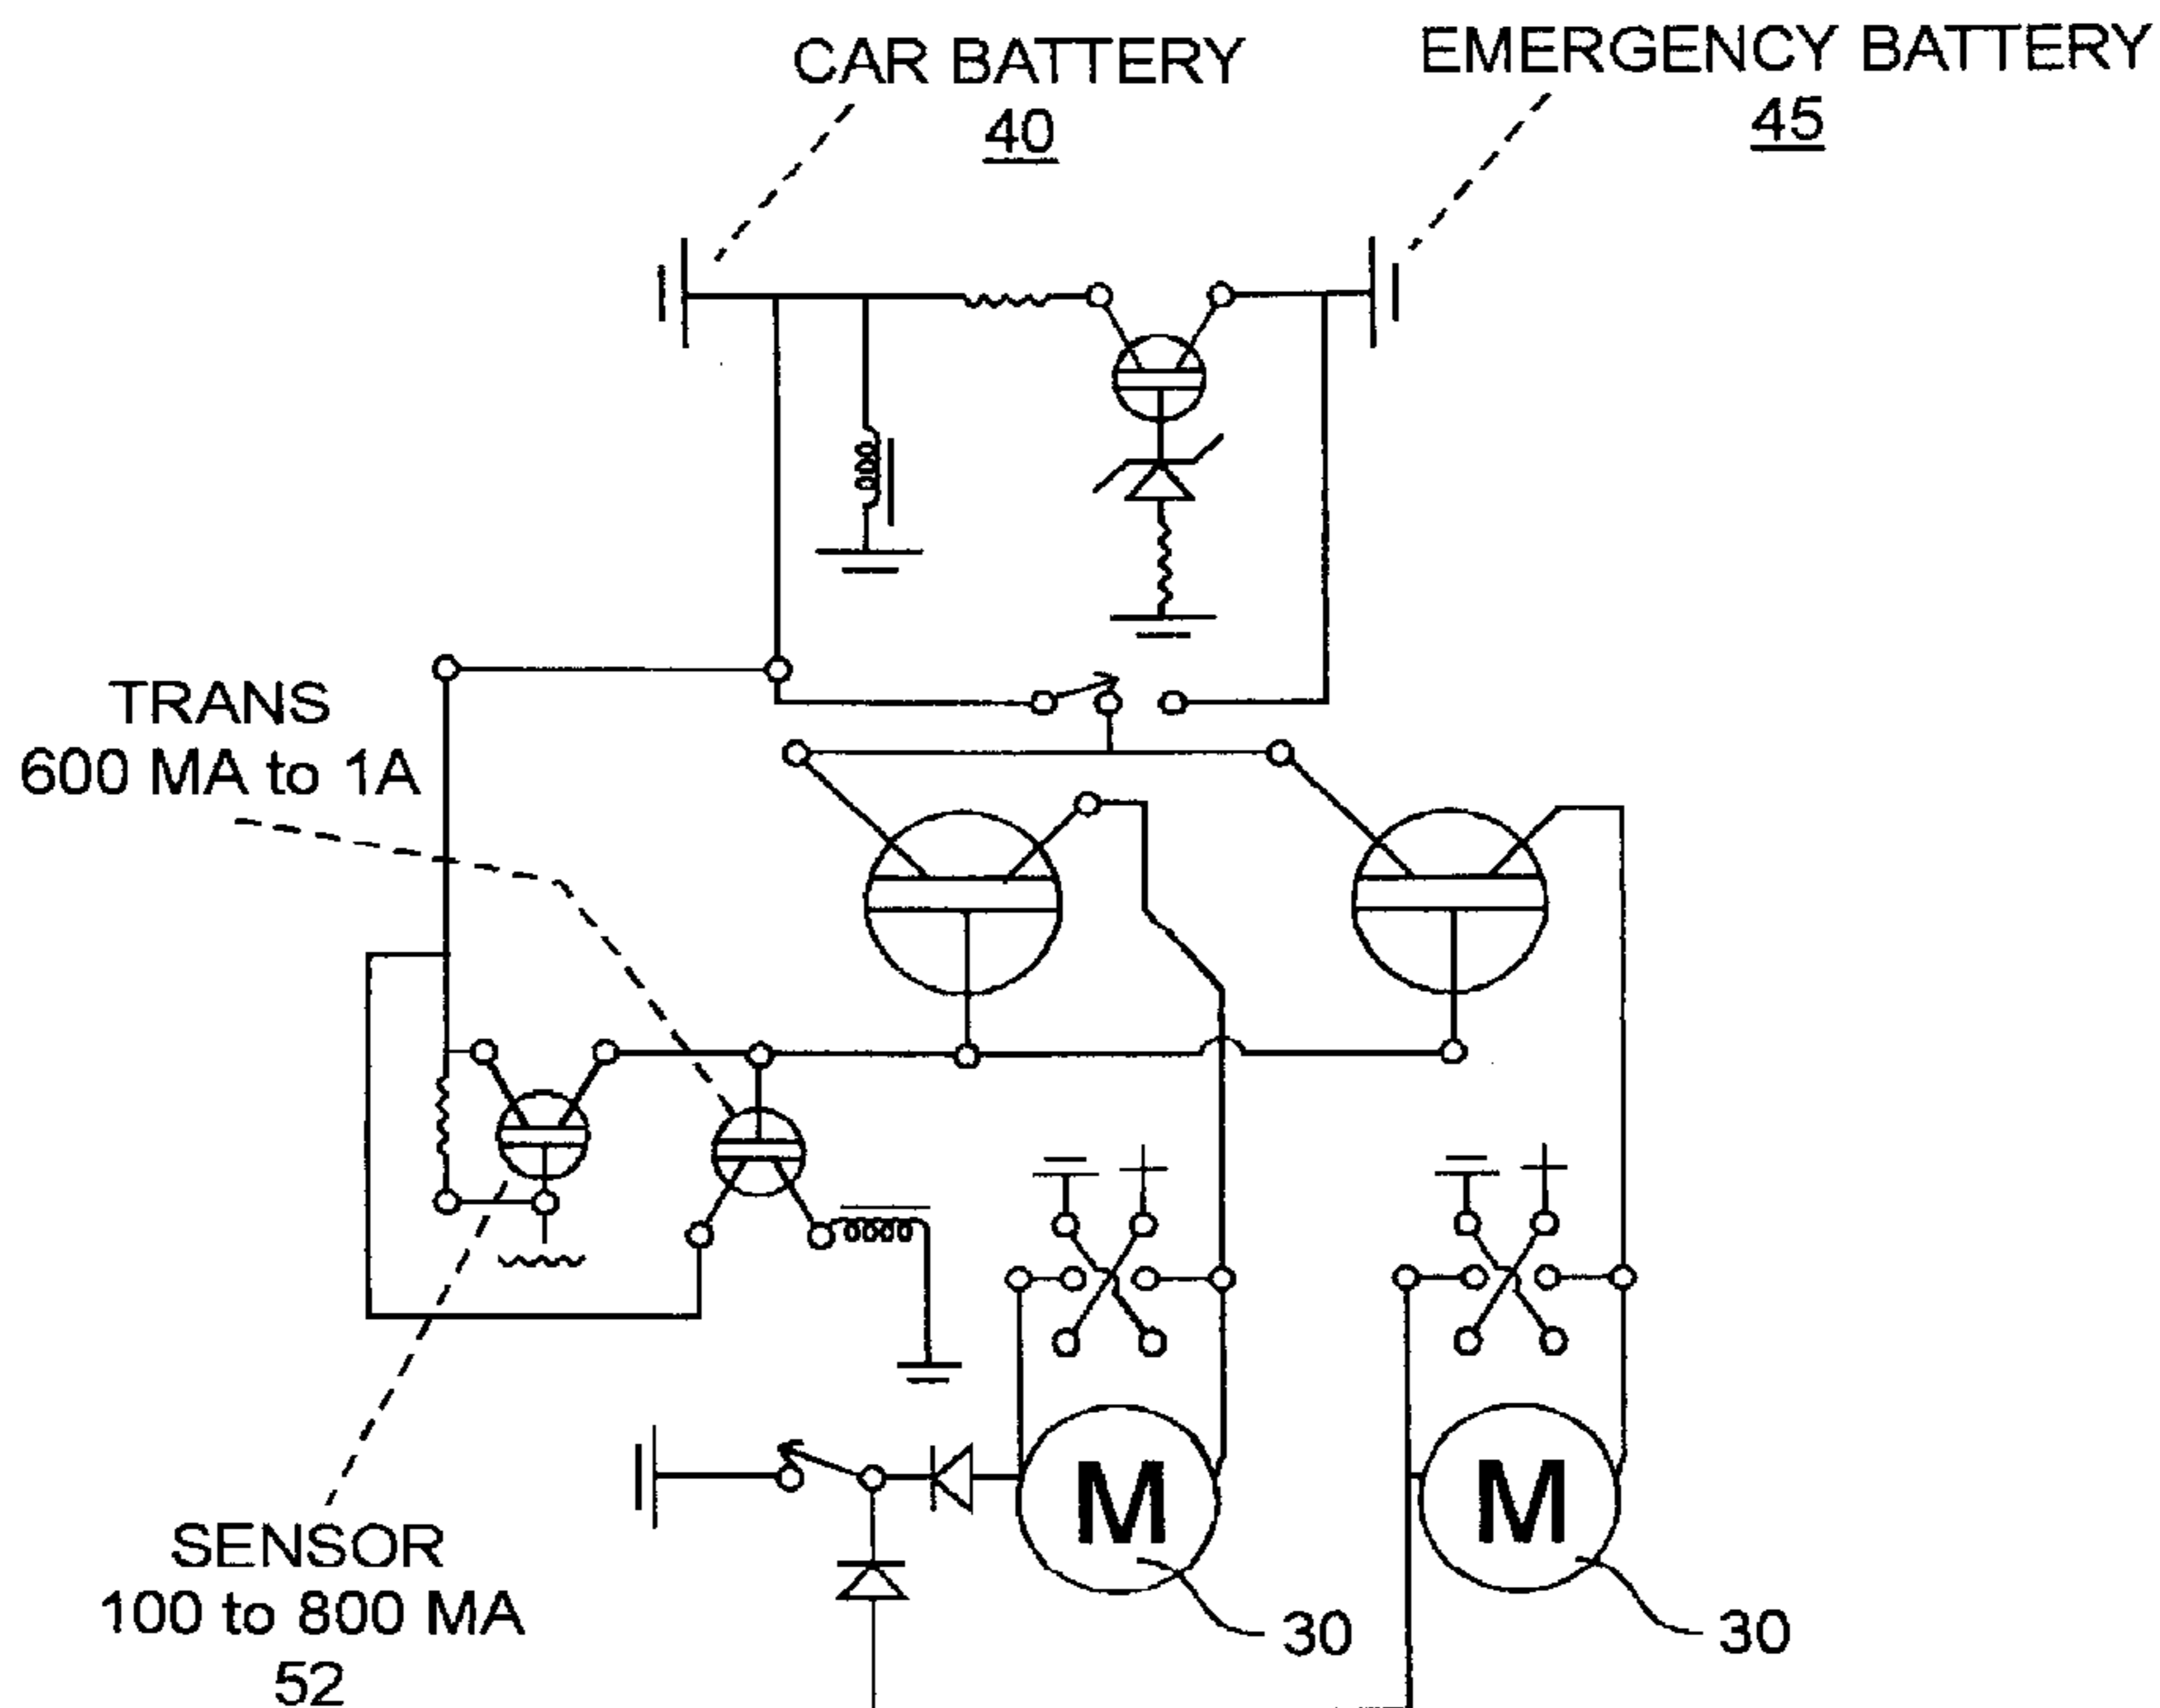 CAR BATTERY
40
EMERGENCY BATTERY
45
TRANS
600 MA to 1A
M
M
30
30
SENSOR
100 to 800 MA
52